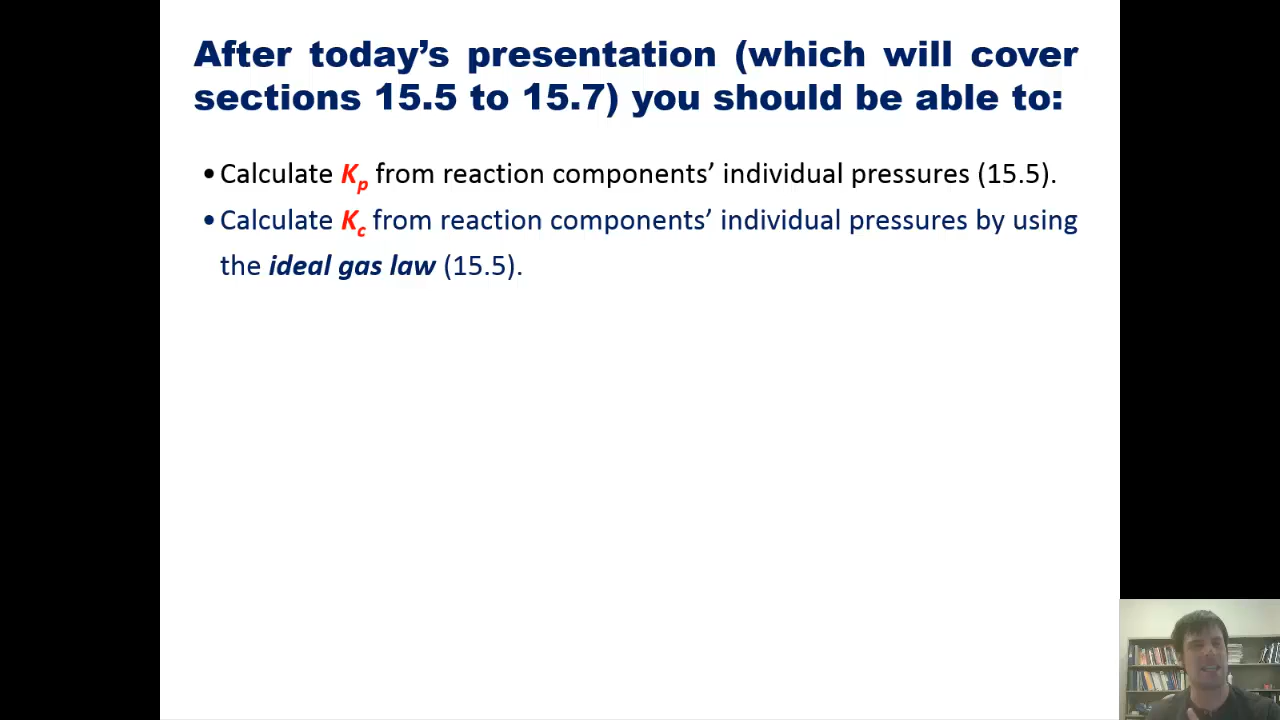 After today’s presentation (which will cover
sections 15.5 to 15.7) you should be able to:
• Calculate Kp from reaction components’ individual pressures (15.5).
• Calculate Kc from reaction components’ individual pressures by using
the ideal gas law (15.5).